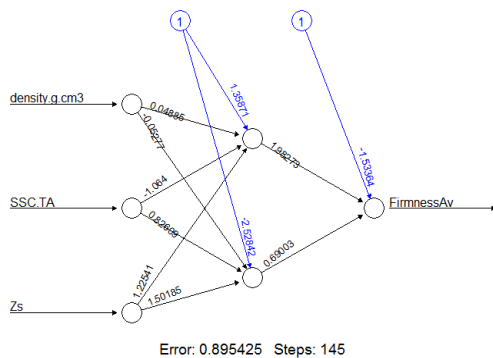 1 1
1.35871
density.g.cm3
0.04885
-0.05277
1.98273
-1.53364
SSC.TA
-1.064
0.82669
-2.52842
FirmnessAv
0.69003
1.22541
1.50185
Zs
Error: 0.895425 Steps: 145